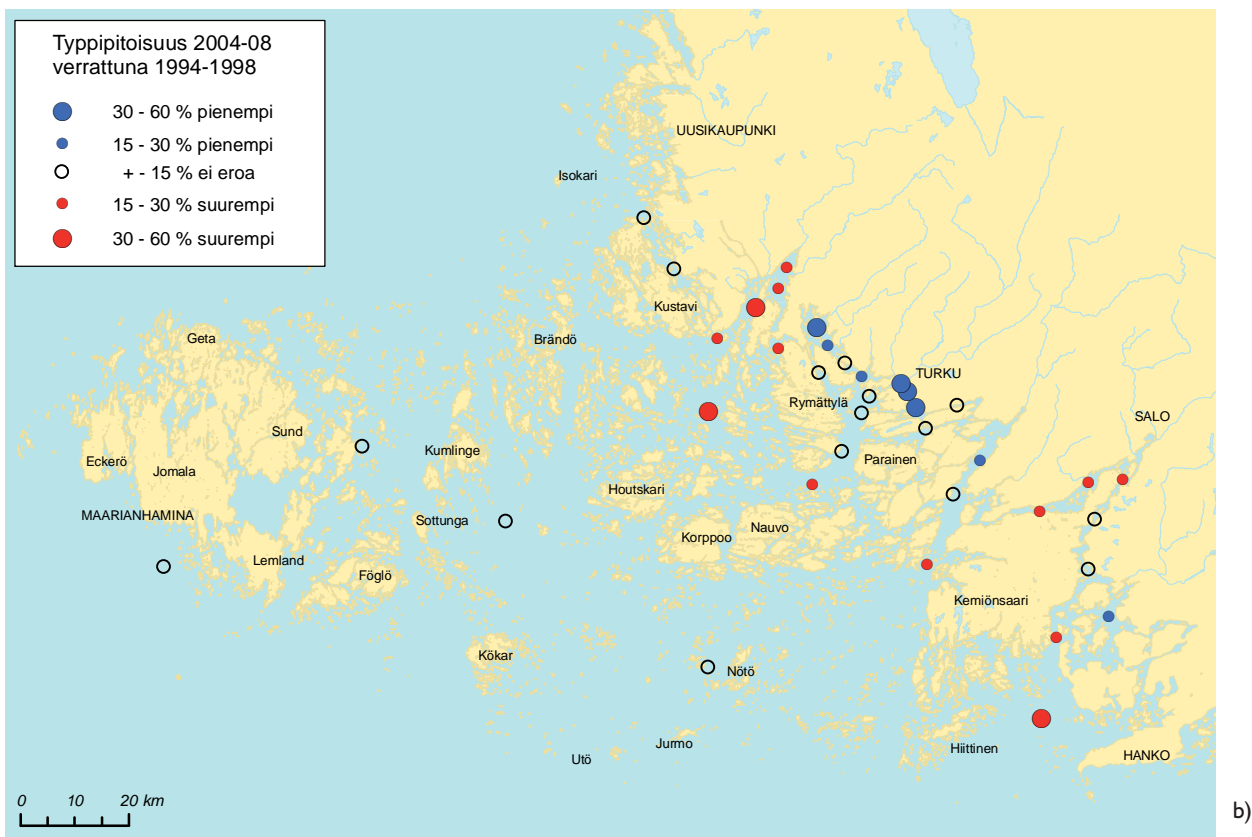 Typpipitoisuus 2004-08
verrattuna 1994-1998
30 - 60 % pienempi
15 - 30 % pienempi
+ - 15 % ei eroa
15 - 30 % suurempi
30 - 60 % suurempi
UUSIKAUPUNKI
Isokari
Kustavi
Geta
Brändö
TURKU
Rymättylä
SALO
Sund
Kumlinge
Eckerö
Jomala
Parainen
Houtskari
MAARIANHAMINA
Sottunga
Nauvo
Korppoo
Lemland
Föglö
Kemiönsaari
Kökar
Nötö
Jurmo
Hiittinen
Utö
HANKO
0 10 20 km
b)